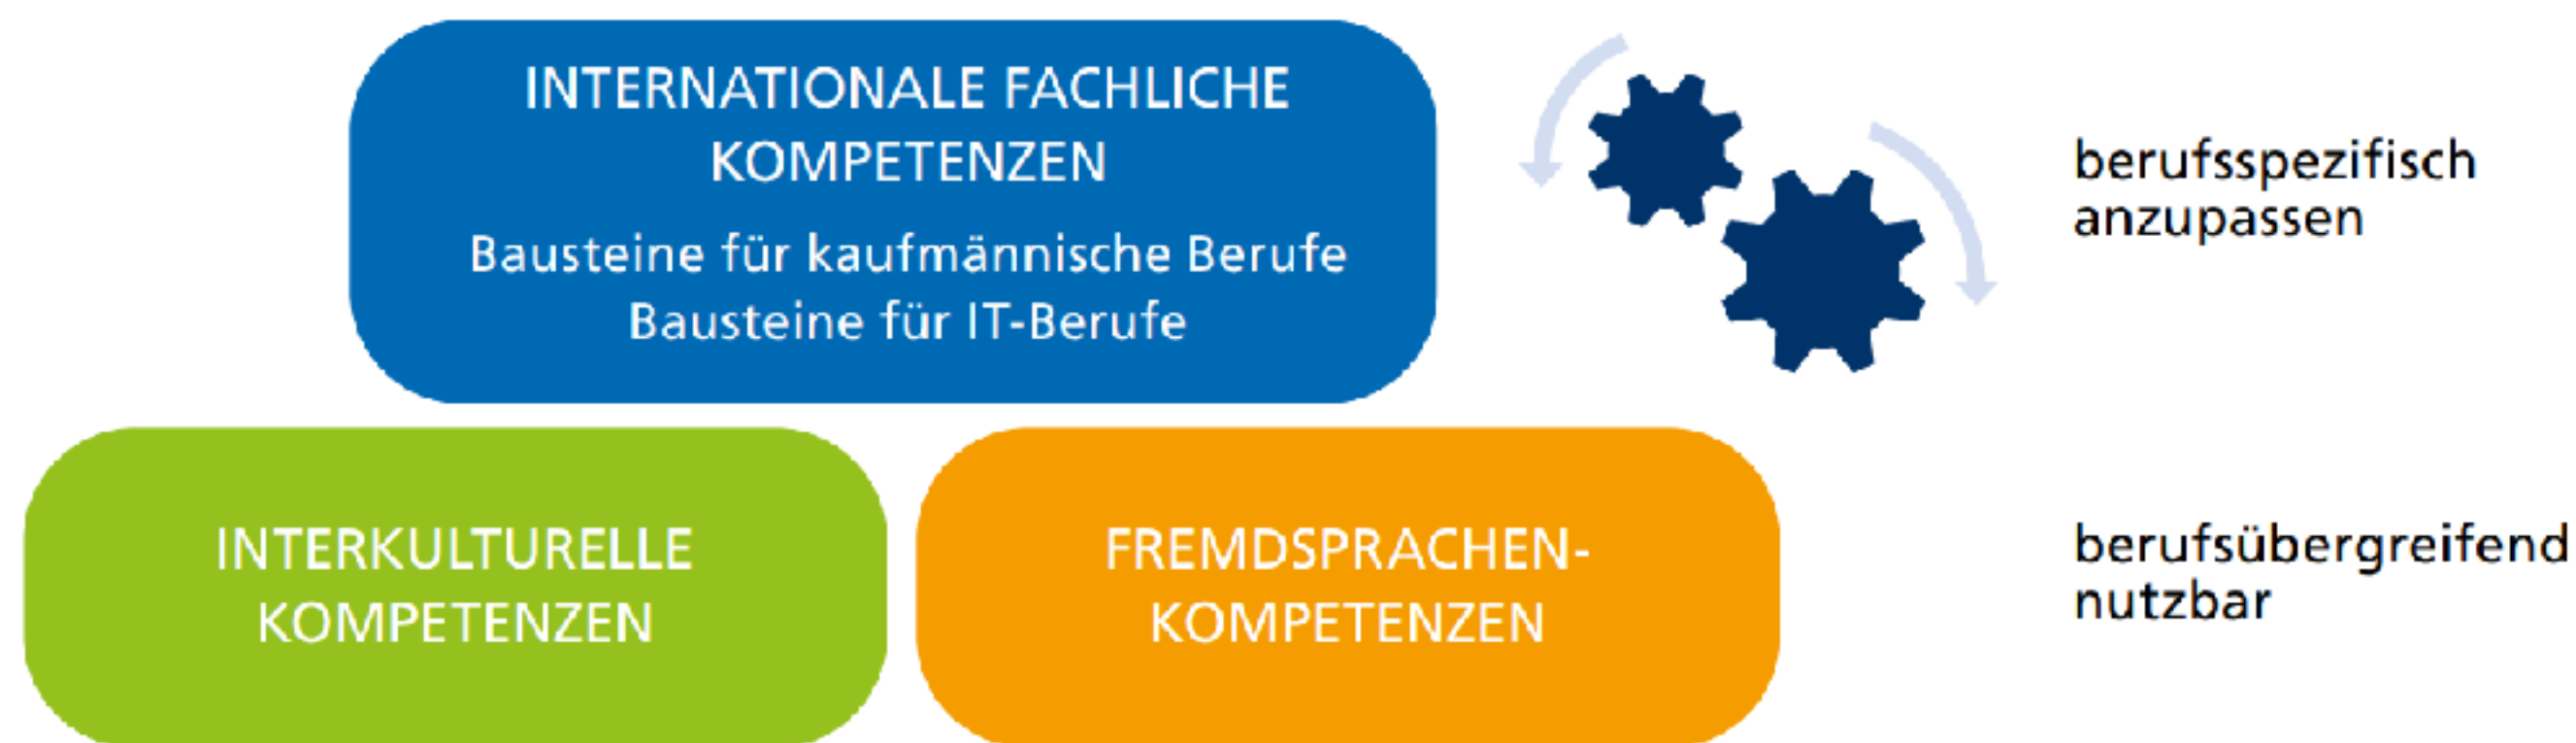 INTERNATIONALE FACHLICHE
KOMPETENZEN
Bausteine für kaufmännische Berufe
Bausteine für IT-Berufe
berufsspezifisch
anzupassen
INTERKULTURELLE
KOMPETENZEN
FREMDSPRACHEN-
KOMPETENZEN
berufsübergreifend
nutzbar